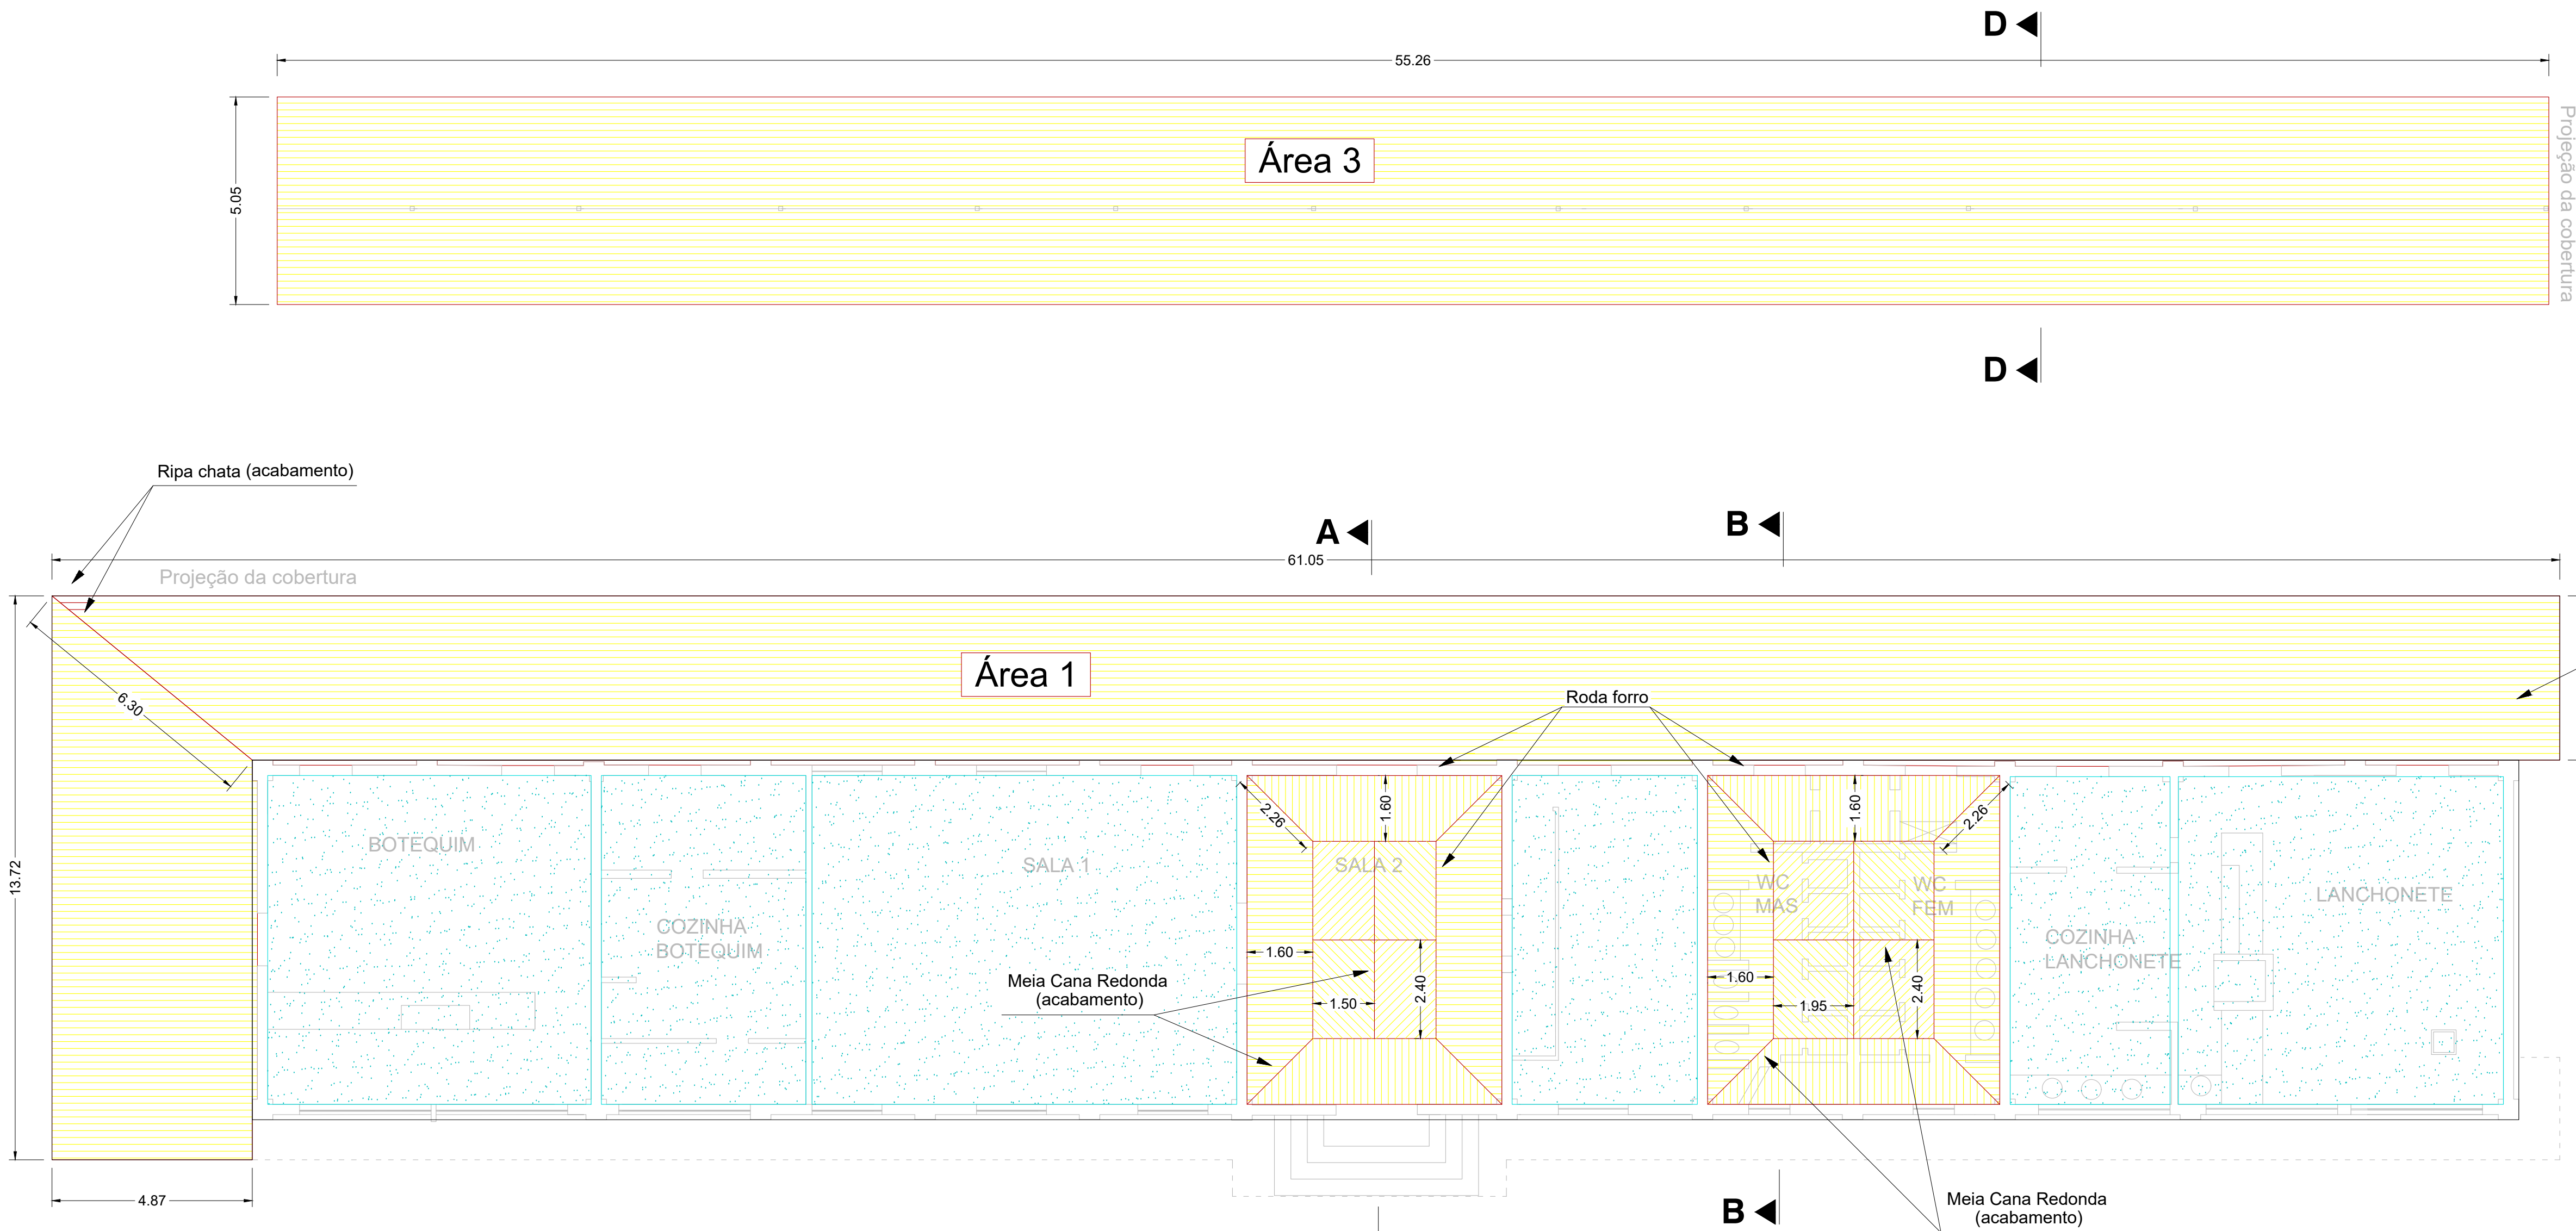 D
55.26
Projeção da cobertura
Área 3
5.05
D
Ripa chata (acabamento)
A
B
61.05
Projeção da cobertura
Área 1
6.30
Roda forro
1.60
1.60
2.26
2.26
BOTEQUIM
SALA 1
SALA 2
WC
MAS
WC
FEM
LANCHONETE
13.72
COZINHA
BOTEQUIM
COZINHA
LANCHONETE
1.60
Meia Cana Redonda
(acabamento)
1.50
2.40
1.60
1.95
2.40
4.87
B
Meia Cana Redonda
(acabamento)